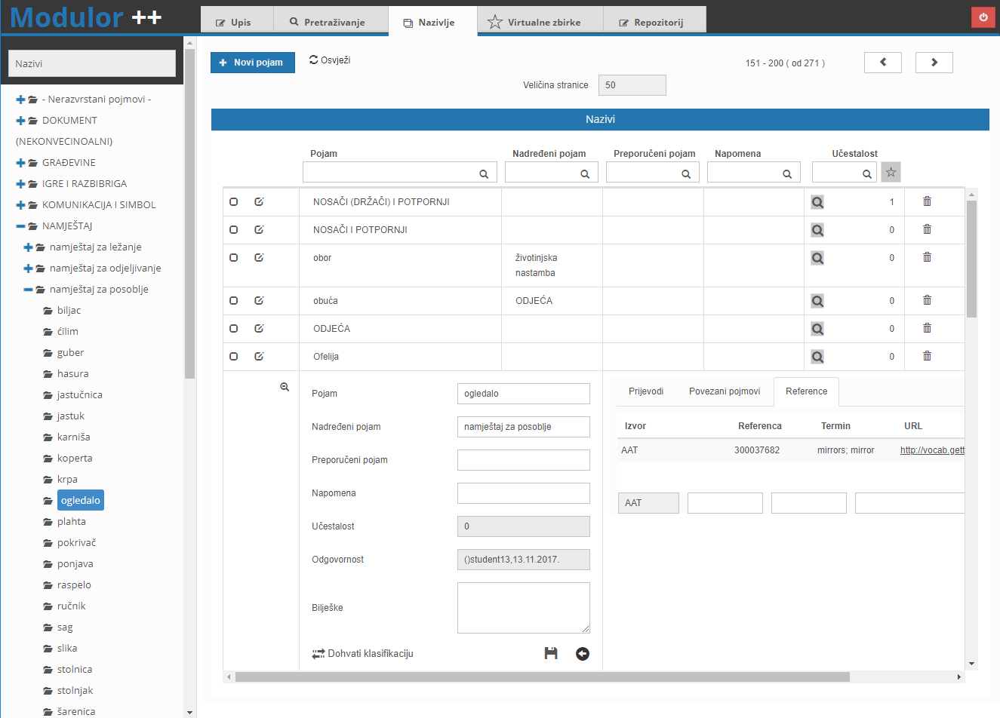 Modulor ++
Upis
Pretraživanje
Nazivlje
Virtualne zbirke
Repozitorij
Nazivi
- Nerazvrstani pojmovi -
DOKUMENT
(NEKONVECINOALNI)
GRAĐEVINE
IGRE I RAZBIBRIGA
KOMUNIKACIJA I SIMBOL
NAMJEŠTAJ
namještaj za ležanje
namještaj za odjeljivanje
namještaj za posoblje
biljac
ćilim
guber
hasura
jastučnica
jastuk
karniša
koperta
krpa
ogledalo
plahta
pokrivač
ponjava
raspelo
ručnik
sag
slika
stolnica
stolnjak
šarenica
Novi pojam
Osvježi
151 - 200 ( od 271 )
Veličina stranice
50
Nazivi
Pojam Nadređeni pojam Preporučeni pojam Napomena Učestalost
NOSAČI (DRŽAČI) I POTPORNJI 1
NOSAČI I POTPORNJI 0
obor životinjska 0
nastamba
obuća ODJEĆA 0
ODJEĆA 0
Ofelija 0
Pojam ogledalo
Nadređeni pojam namještaj za posoblje
Preporučeni pojam
Napomena
Učestalost 0
Odgovornost ()student13,13.11.2017.
Bilješke
Dohvati klasifikaciju
Prijevodi Povezani pojmovi Reference
Izvor Referenca Termin URL
AAT 300037682 mirrors; mirror http://vocab.gett
AAT